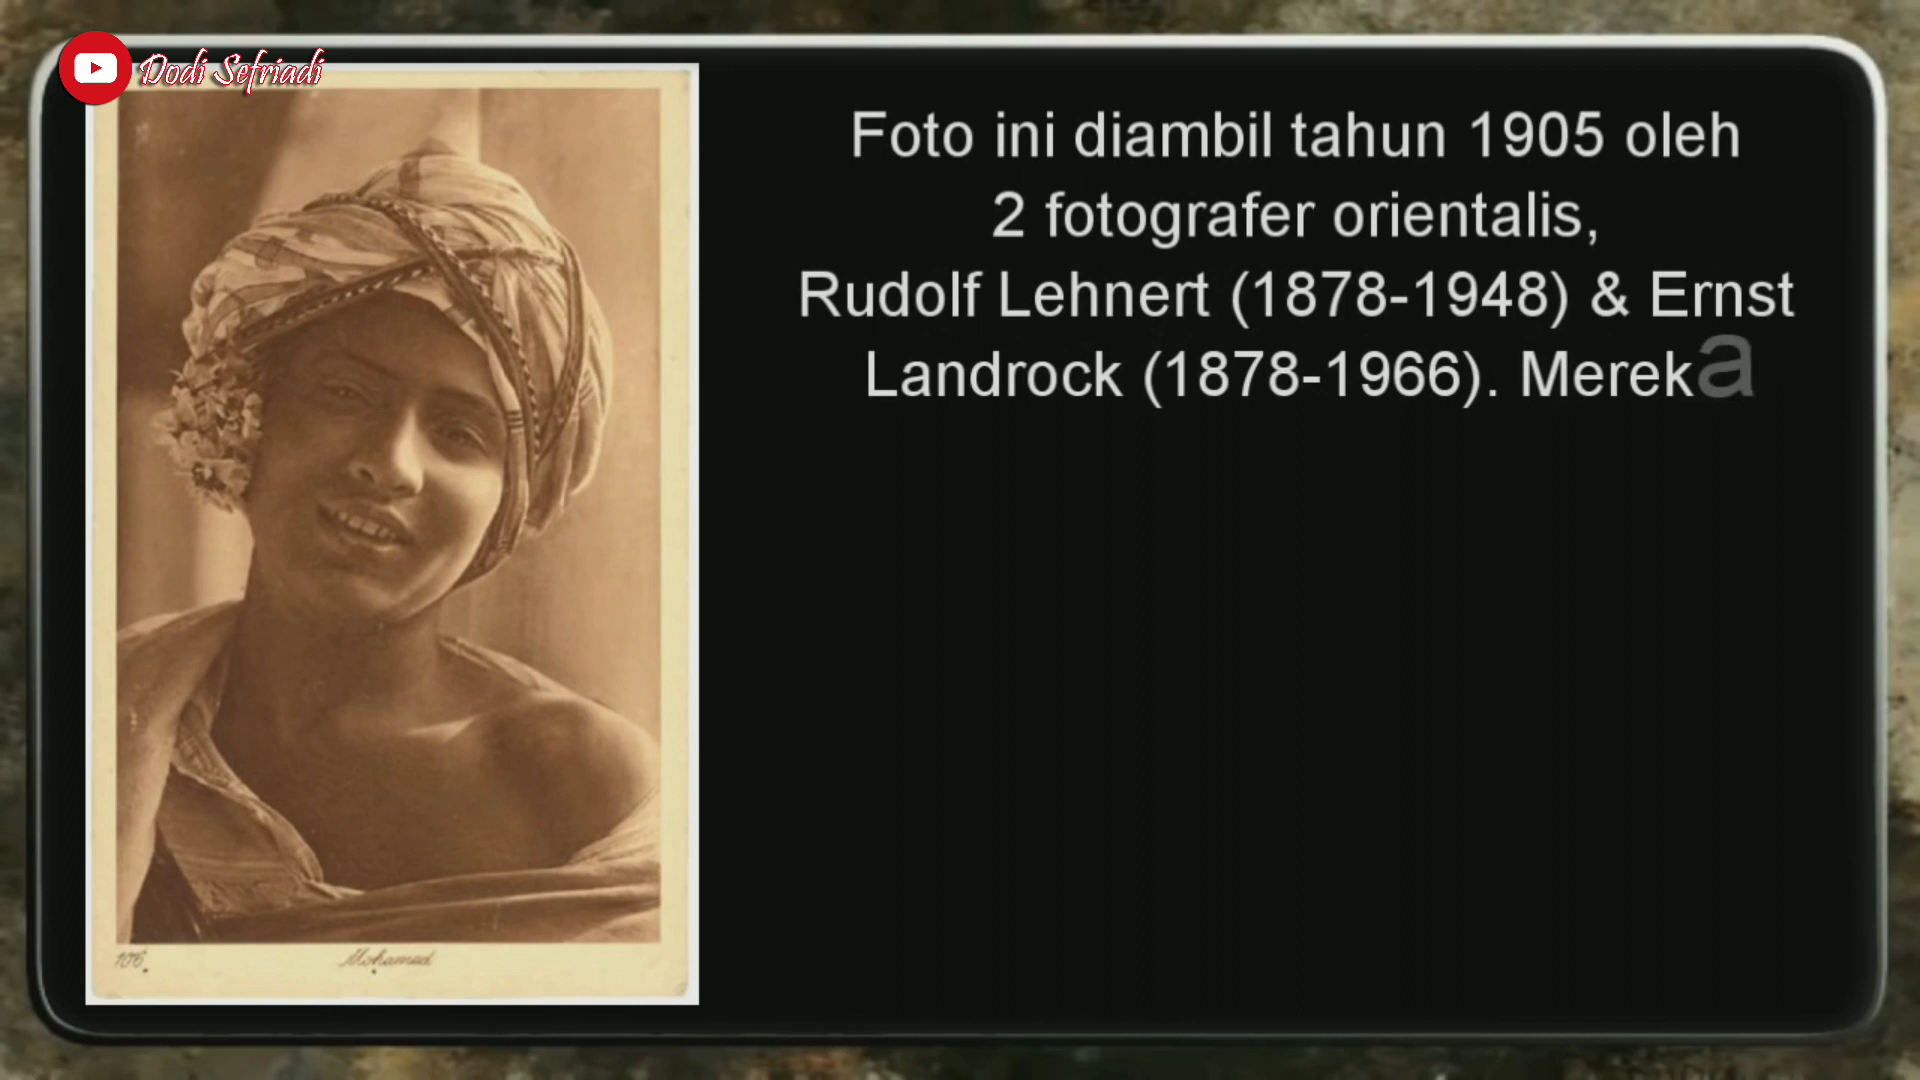 Dodi Sefriadi
Foto ini diambil tahun 1905 oleh
2 fotografer orientalis,
Rudolf Lehnert (1878-1948) & Ernst
Landrock (1878-1966). Mereka
106.
Mohamed